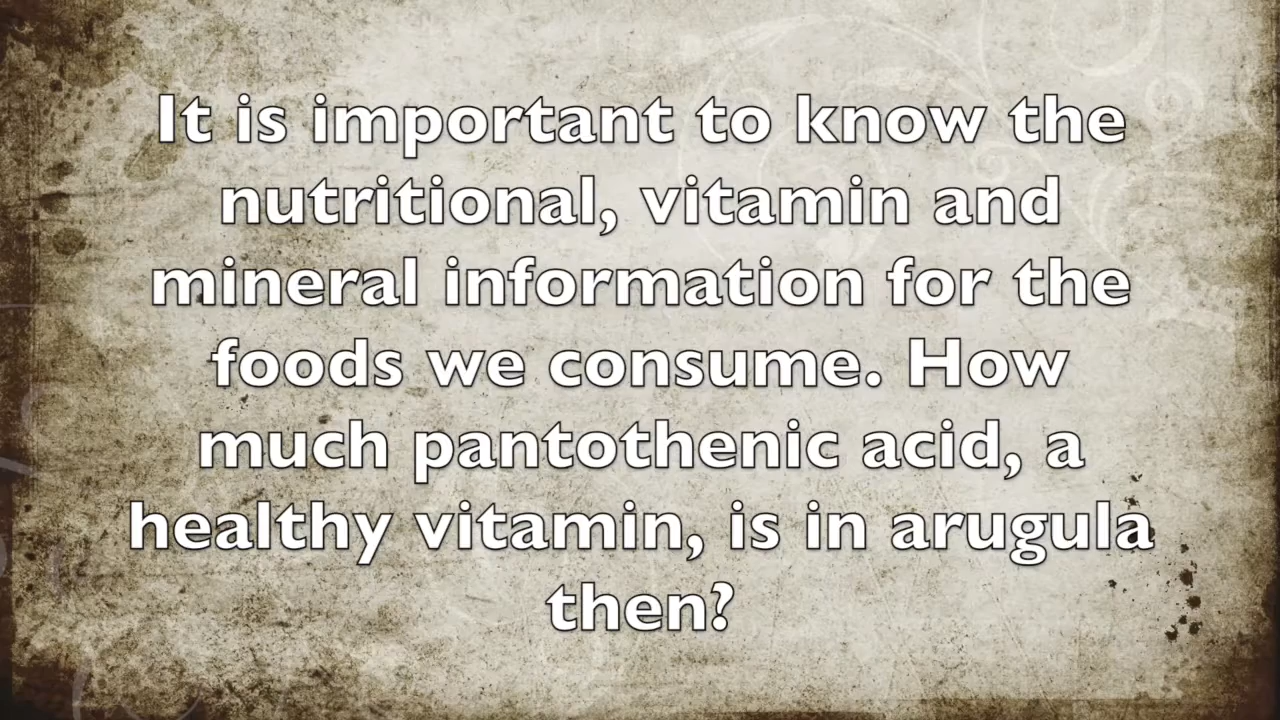 It is important to know the
nutritional, vitamin and
mineral information for the
foods we consume. How
much pantothenic acid, a
healthy vitamin, is in arugula
then?